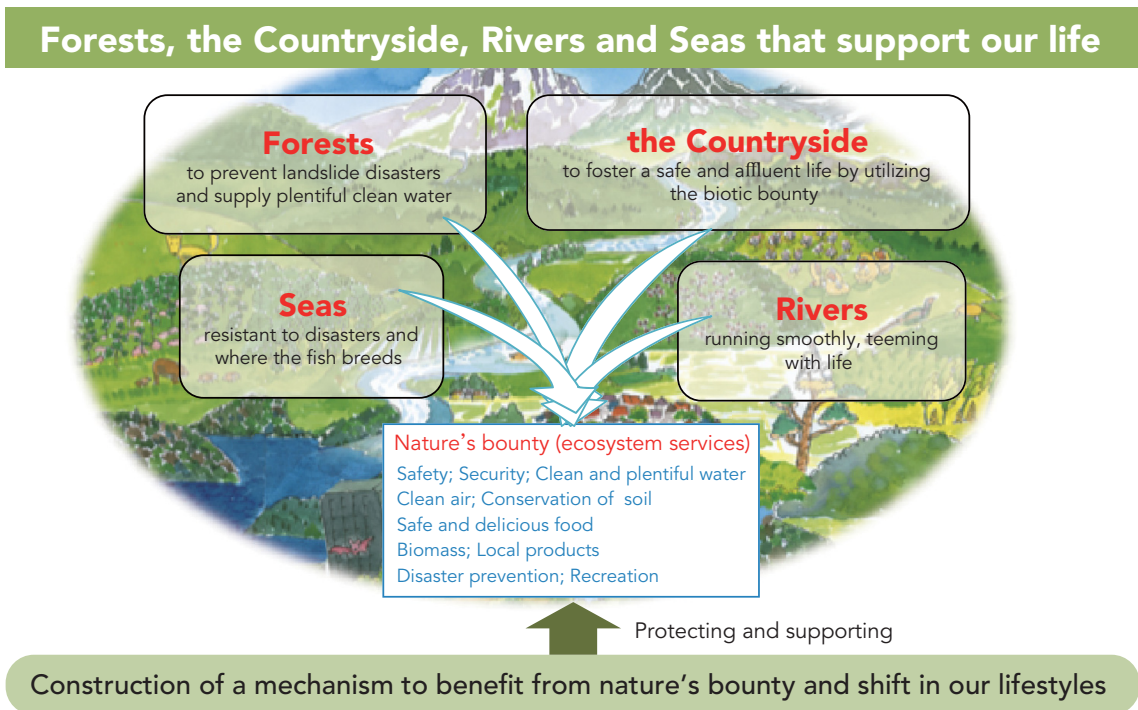 Forests, the Countryside, Rivers and Seas that support our life
Forests
to prevent landslide disasters
and supply plentiful clean water
the Countryside
to foster a safe and affluent life by utilizing
the biotic bounty
Seas
resistant to disasters and
where the fish breeds
Rivers
running smoothly, teeming
with life
Nature's bounty (ecosystem services)
Safety; Security; Clean and plentiful water
Clean air; Conservation of soil
Safe and delicious food
Biomass; Local products
Disaster prevention; Recreation
Protecting and supporting
Construction of a mechanism to benefit from nature's bounty and shift in our lifestyles